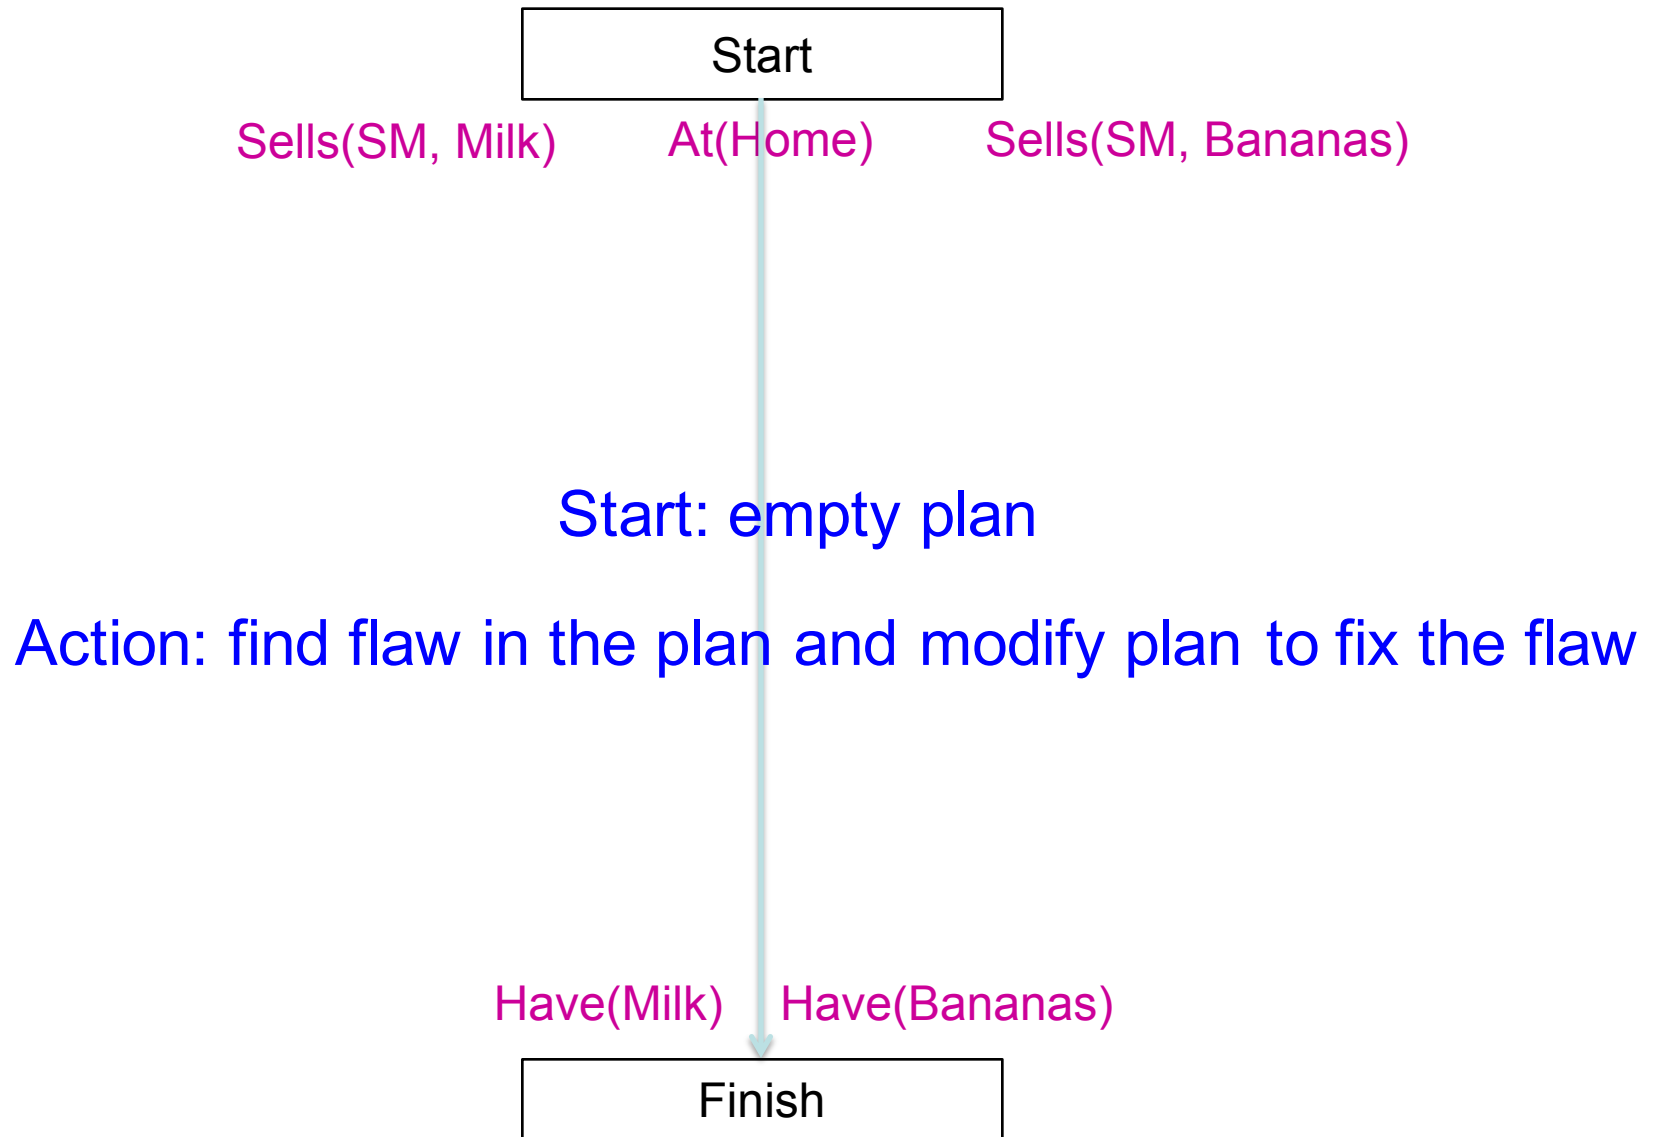 Start
Sells(SM, Milk) At(Home) Sells(SM, Bananas)
Start: empty plan
Action: find flaw in the plan and modify plan to fix the flaw
Have(Milk) Have(Bananas)
Finish